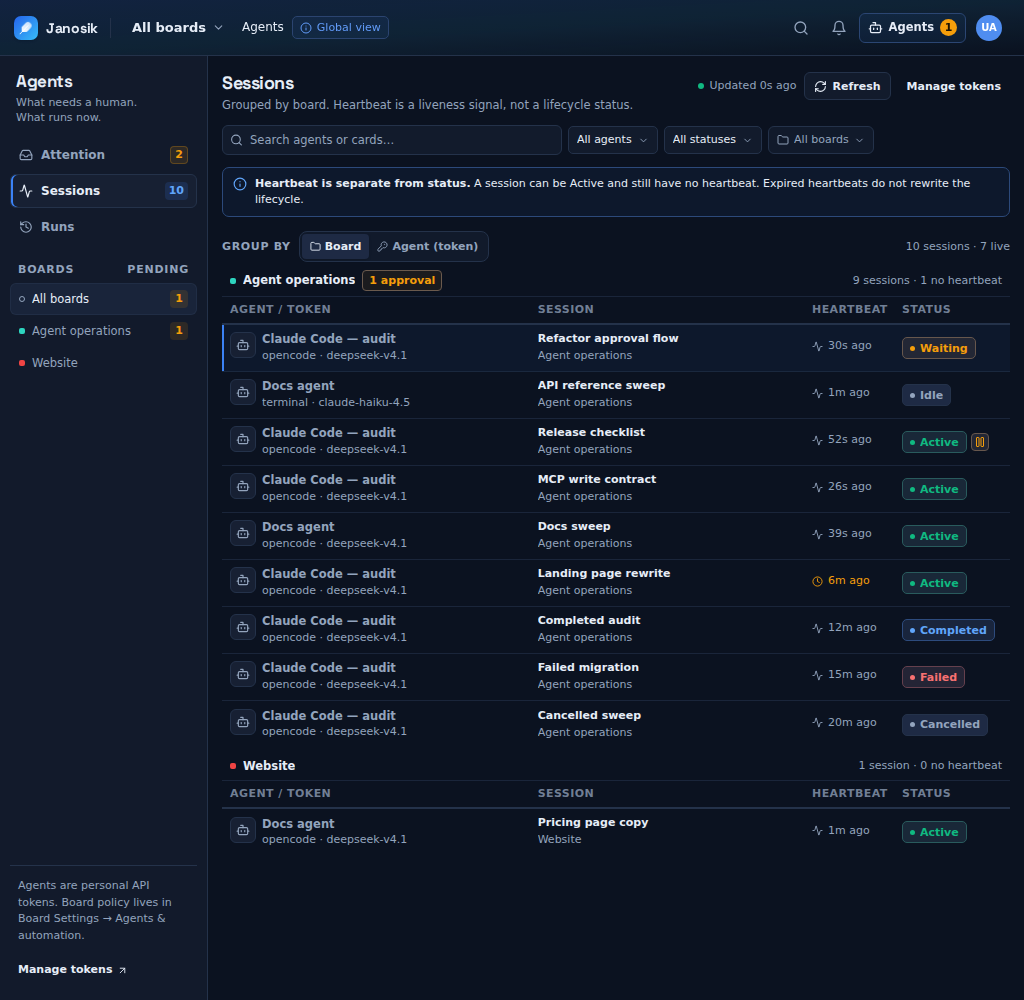 Janosik
All boards
Agents
Global view
Agents 1
UA
Agents
What needs a human.
What runs now.
Attention 2
Sessions 10
Runs
BOARDS PENDING
All boards 1
Agent operations 1
Website
Agents are personal API
tokens. Board policy lives in
Board Settings → Agents &
automation.
Manage tokens
Sessions
Grouped by board. Heartbeat is a liveness signal, not a lifecycle status.
Updated 0s ago
Refresh
Manage tokens
Search agents or cards...
All agents
All statuses
All boards
Heartbeat is separate from status. A session can be Active and still have no heartbeat. Expired heartbeats do not rewrite the
lifecycle.
GROUP BY Board Agent (token) 10 sessions · 7 live
Agent operations 1 approval 9 sessions · 1 no heartbeat
AGENT / TOKEN SESSION HEARTBEAT STATUS
Claude Code — audit Refactor approval flow 30s ago Waiting
opencode · deepseek-v4.1 Agent operations
Docs agent API reference sweep 1m ago Idle
terminal · claude-haiku-4.5 Agent operations
Claude Code — audit Release checklist 52s ago Active
opencode · deepseek-v4.1 Agent operations
Claude Code — audit MCP write contract 26s ago Active
opencode · deepseek-v4.1 Agent operations
Docs agent Docs sweep 39s ago Active
opencode · deepseek-v4.1 Agent operations
Claude Code — audit Landing page rewrite 6m ago Active
opencode · deepseek-v4.1 Agent operations
Claude Code — audit Completed audit 12m ago Completed
opencode · deepseek-v4.1 Agent operations
Claude Code — audit Failed migration 15m ago Failed
opencode · deepseek-v4.1 Agent operations
Claude Code — audit Cancelled sweep 20m ago Cancelled
opencode · deepseek-v4.1 Agent operations
Website 1 session · 0 no heartbeat
AGENT / TOKEN SESSION HEARTBEAT STATUS
Docs agent Pricing page copy 1m ago Active
opencode · deepseek-v4.1 Website